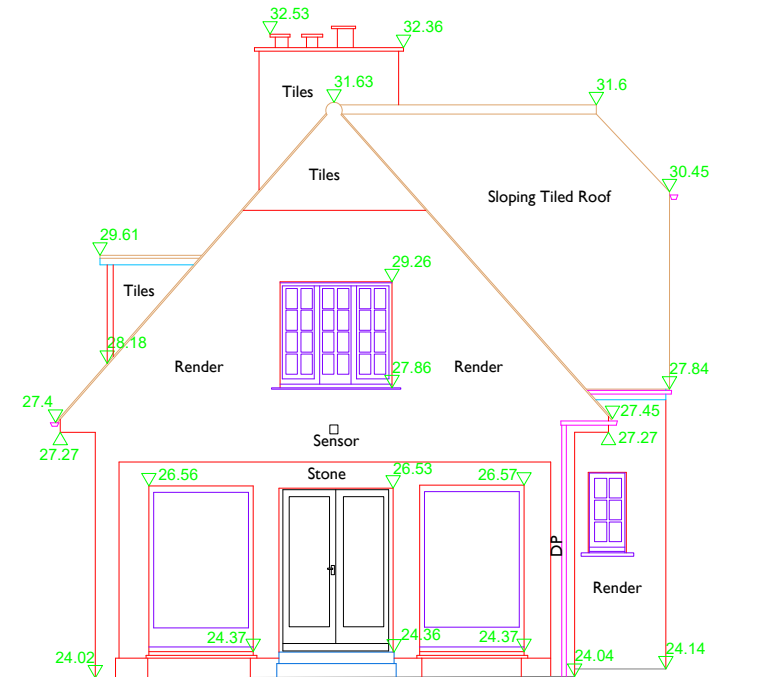 32.53
32.36
31.63
31.6
Tiles
Tiles
30.45
Sloping Tiled Roof
29.61
29.26
Tiles
28.18
Render
Render
27.86
27.84
27.4
27.45
27.27
Sensor
27.27
26.56
Stone
26.53
26.57
DP
Render
24.37
24.36
24.37
24.02
24.04
24.14